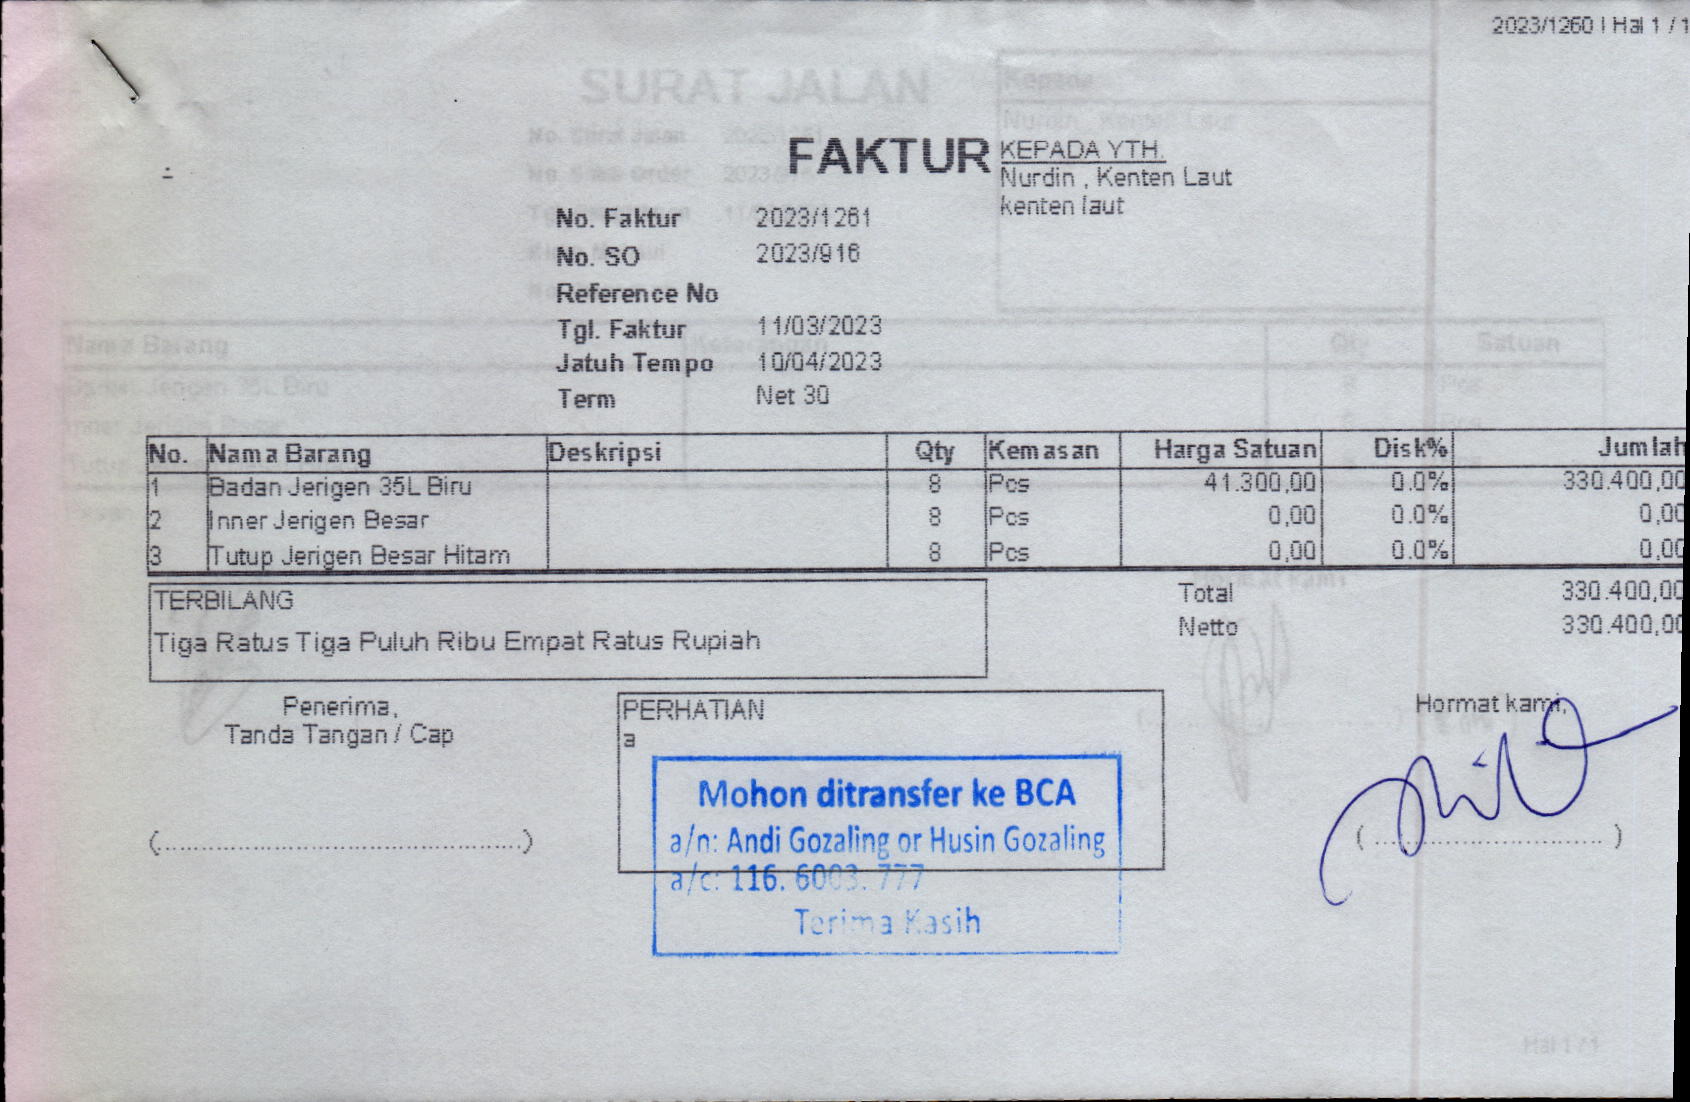 2023/1260 | Hal 1 / 1
SURAT JALAN
FAKTUR
KEPADA YTH.
Nurdin , Kenten Laut
kenten laut
No. Faktur 2023/1261
No. SO 2023/916
Reference No
Tgl. Faktur 11/03/2023
Jatuh Tempo 10/04/2023
Term Net 30
No. Nama Barang Deskripsi Qty Kemasan Harga Satuan Disk% Jumlah
1 Badan Jerigen 35L Biru 8 Pcs 41.300,00 0.0% 330.400,00
2 Inner Jerigen Besar 8 Pcs 0,00 0.0% 0,00
3 Tutup Jerigen Besar Hitam 8 Pcs 0,00 0.0% 0,00
TERBILANG
Tiga Ratus Tiga Puluh Ribu Empat Ratus Rupiah
Total 330.400,00
Netto 330.400,00
Penerima,
Tanda Tangan / Cap
(..................................................)
PERHATIAN
a
Mohon ditransfer ke BCA
a/n: Andi Gozaling or Husin Gozaling
a/c: 116. 6003. 777
Terima Kasih
Hormat kami,
( ................................ )
Hal 1 / 1